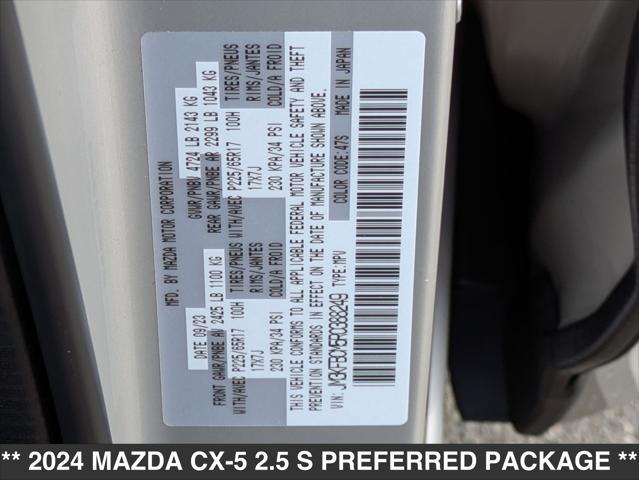 MFD. BY MAZDA MOTOR CORPORATION
DATE 09/23 GVWR/PNBV 4724 LB 2143 KG
FRONT GAWR/PNBE AV 2425 LB 1100 KG REAR GAWR/PNBE AR 2299 LB 1043 KG
WITH/AVEC P225/65R17 100H TIRES/PNEUS WITH/AVEC P225/65R17 100H TIRES/PNEUS
17X7J RIMS/JANTES 17X7J RIMS/JANTES
230 KPA/34 PSI COLD/A FROID 230 KPA/34 PSI COLD/A FROID
THIS VEHICLE CONFORMS TO ALL APPLICABLE FEDERAL MOTOR VEHICLE SAFETY AND THEFT
PREVENTION STANDARDS IN EFFECT ON THE DATE OF MANUFACTURE SHOWN ABOVE.
COLOR CODE:47S MADE IN JAPAN
VIN: TYPE:MPV
** 2024 MAZDA CX-5 2.5 S PREFERRED PACKAGE **